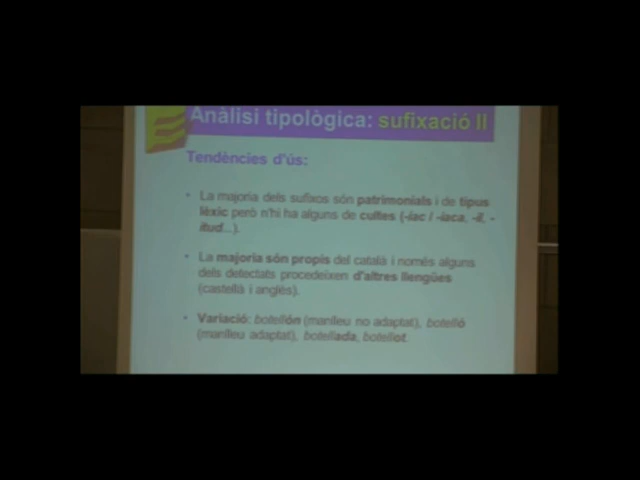 Anàlisi tipològica: sufixació II
Tendències d'ús:
• La majoria dels sufixos són patrimonials i de tipus
lèxic però n'hi ha alguns de cultes (-íac / -íaca, -il, -
itud...).
• La majoria són propis del català i només alguns
dels detectats procedeixen d'altres llengües
(castellà i anglès).
• Variació: botellón (manlleu no adaptat), botelló
(manlleu adaptat), botellada, botellot.